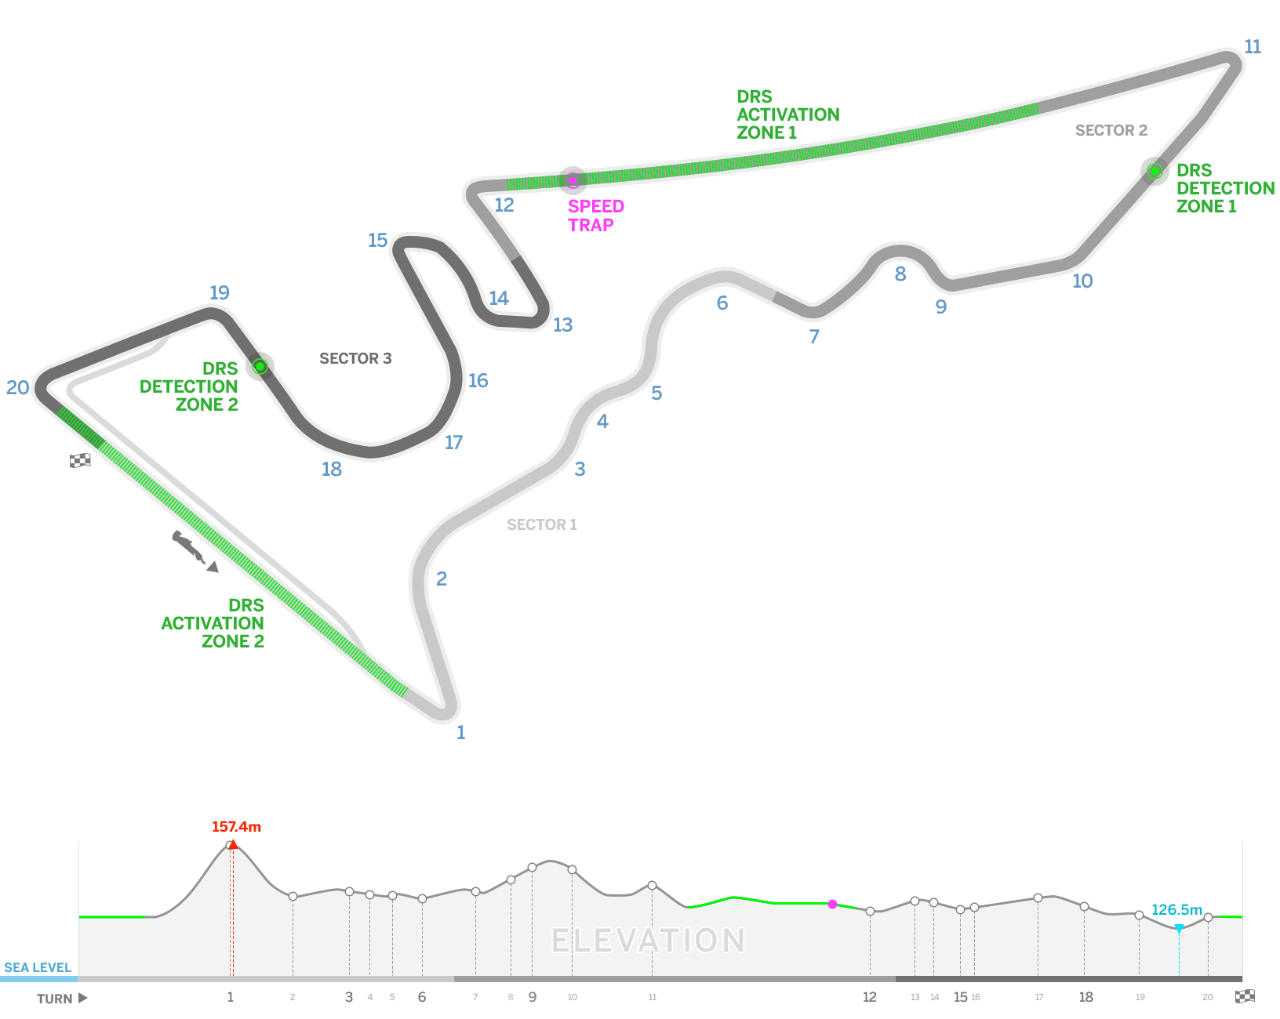 11
DRS
ACTIVATION
ZONE 1
SECTOR 2
DRS
DETECTION
ZONE 1
12
SPEED
TRAP
15
8
10
14
19
6
9
13
7
SECTOR 3
DRS
DETECTION
ZONE 2
16
20
5
4
17
18
3
SECTOR 1
2
DRS
ACTIVATION
ZONE 2
1
157.4m
126.5m
ELEVATION
SEA LEVEL
TURN 1 2 3 4 5 6 7 8 9 10 11 12 13 14 15 16 17 18 19 20